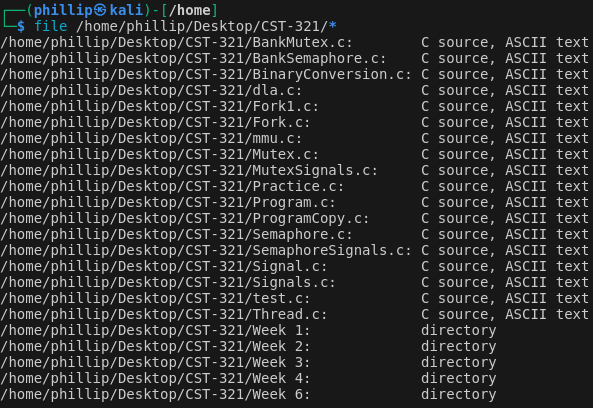 ┌──(phillip㉿kali)-[/home]
└─$ file /home/phillip/Desktop/CST-321/*
/home/phillip/Desktop/CST-321/BankMutex.c:        C source, ASCII text
/home/phillip/Desktop/CST-321/BankSemaphore.c:    C source, ASCII text
/home/phillip/Desktop/CST-321/BinaryConversion.c: C source, ASCII text
/home/phillip/Desktop/CST-321/dla.c:              C source, ASCII text
/home/phillip/Desktop/CST-321/Fork1.c:            C source, ASCII text
/home/phillip/Desktop/CST-321/Fork.c:             C source, ASCII text
/home/phillip/Desktop/CST-321/mmu.c:              C source, ASCII text
/home/phillip/Desktop/CST-321/Mutex.c:            C source, ASCII text
/home/phillip/Desktop/CST-321/MutexSignals.c:     C source, ASCII text
/home/phillip/Desktop/CST-321/Practice.c:         C source, ASCII text
/home/phillip/Desktop/CST-321/Program.c:          C source, ASCII text
/home/phillip/Desktop/CST-321/ProgramCopy.c:      C source, ASCII text
/home/phillip/Desktop/CST-321/Semaphore.c:        C source, ASCII text
/home/phillip/Desktop/CST-321/SemaphoreSignals.c: C source, ASCII text
/home/phillip/Desktop/CST-321/Signal.c:           C source, ASCII text
/home/phillip/Desktop/CST-321/Signals.c:          C source, ASCII text
/home/phillip/Desktop/CST-321/test.c:             C source, ASCII text
/home/phillip/Desktop/CST-321/Thread.c:           C source, ASCII text
/home/phillip/Desktop/CST-321/Week 1:             directory
/home/phillip/Desktop/CST-321/Week 2:             directory
/home/phillip/Desktop/CST-321/Week 3:             directory
/home/phillip/Desktop/CST-321/Week 4:             directory
/home/phillip/Desktop/CST-321/Week 6:             directory